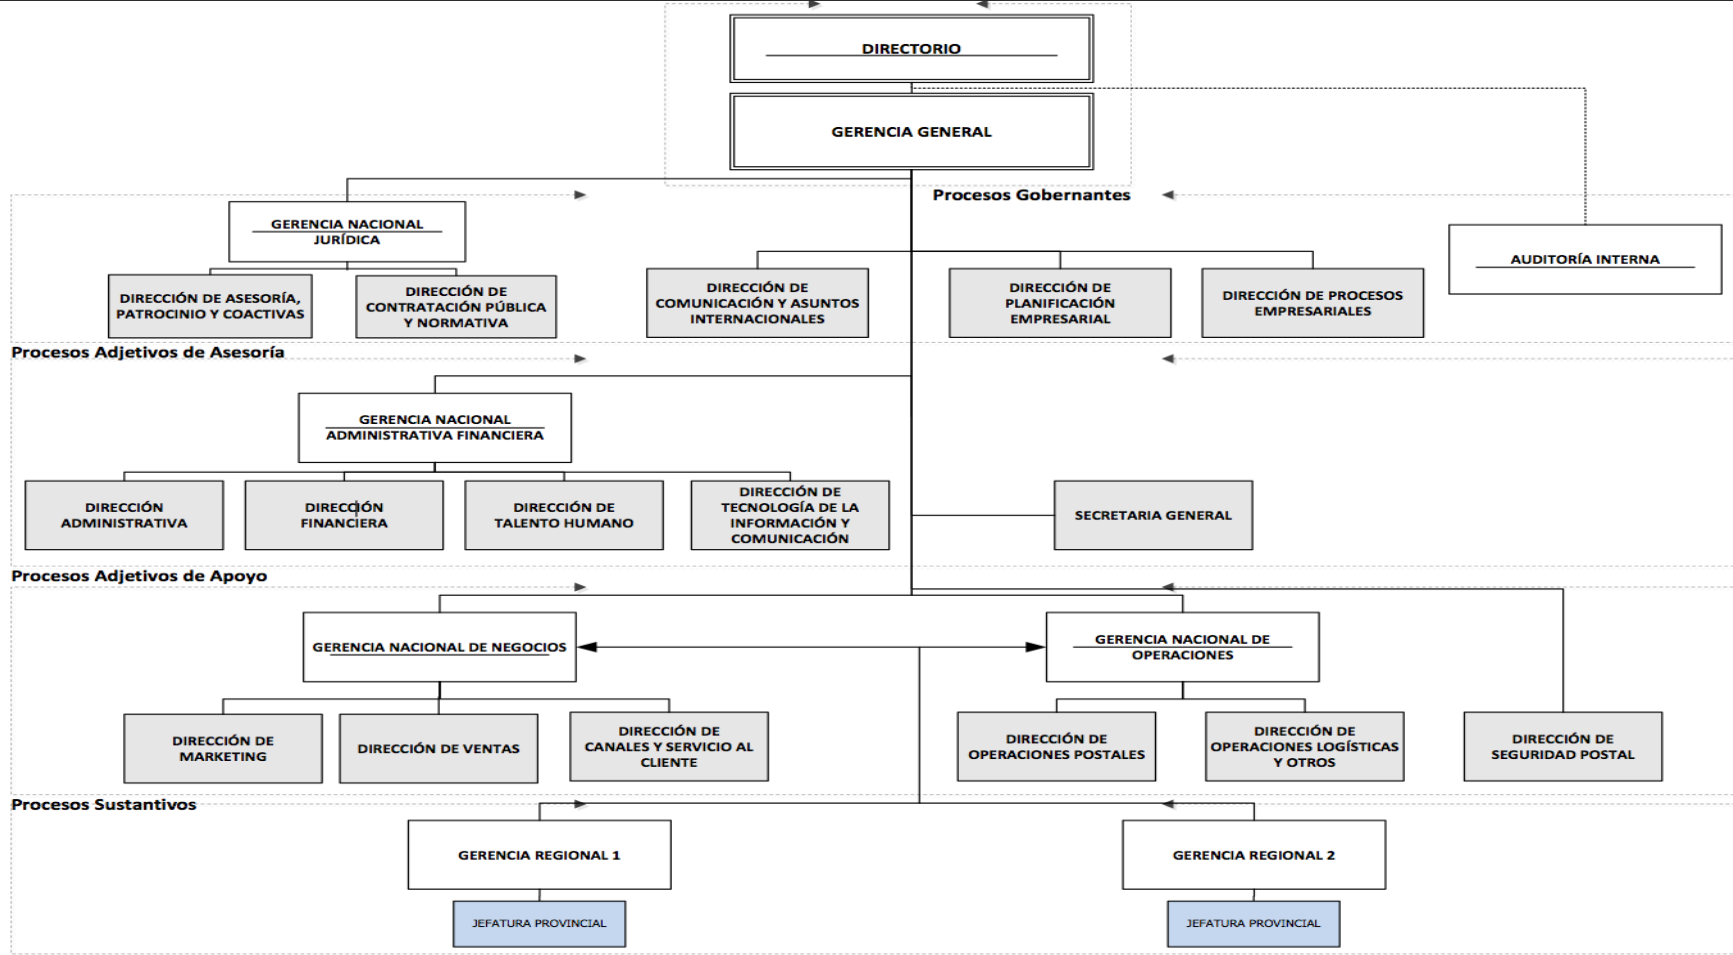 DIRECTORIO
GERENCIA GENERAL
Procesos Gobernantes
GERENCIA NACIONAL
JURÍDICA
AUDITORÍA INTERNA
DIRECCIÓN DE ASESORÍA,
PATROCINIO Y COACTIVAS
DIRECCIÓN DE
CONTRATACIÓN PÚBLICA
Y NORMATIVA
DIRECCIÓN DE
COMUNICACIÓN Y ASUNTOS
INTERNACIONALES
DIRECCIÓN DE
PLANIFICACIÓN
EMPRESARIAL
DIRECCIÓN DE PROCESOS
EMPRESARIALES
Procesos Adjetivos de Asesoría
GERENCIA NACIONAL
ADMINISTRATIVA FINANCIERA
DIRECCIÓN
ADMINISTRATIVA
DIRECCIÓN
FINANCIERA
DIRECCIÓN DE
TALENTO HUMANO
DIRECCIÓN DE
TECNOLOGÍA DE LA
INFORMACIÓN Y
COMUNICACIÓN
SECRETARIA GENERAL
Procesos Adjetivos de Apoyo
GERENCIA NACIONAL DE NEGOCIOS
GERENCIA NACIONAL DE
OPERACIONES
DIRECCIÓN DE
MARKETING
DIRECCIÓN DE VENTAS
DIRECCIÓN DE
CANALES Y SERVICIO AL
CLIENTE
DIRECCIÓN DE
OPERACIONES POSTALES
DIRECCIÓN DE
OPERACIONES LOGÍSTICAS
Y OTROS
DIRECCIÓN DE
SEGURIDAD POSTAL
Procesos Sustantivos
GERENCIA REGIONAL 1
GERENCIA REGIONAL 2
JEFATURA PROVINCIAL
JEFATURA PROVINCIAL